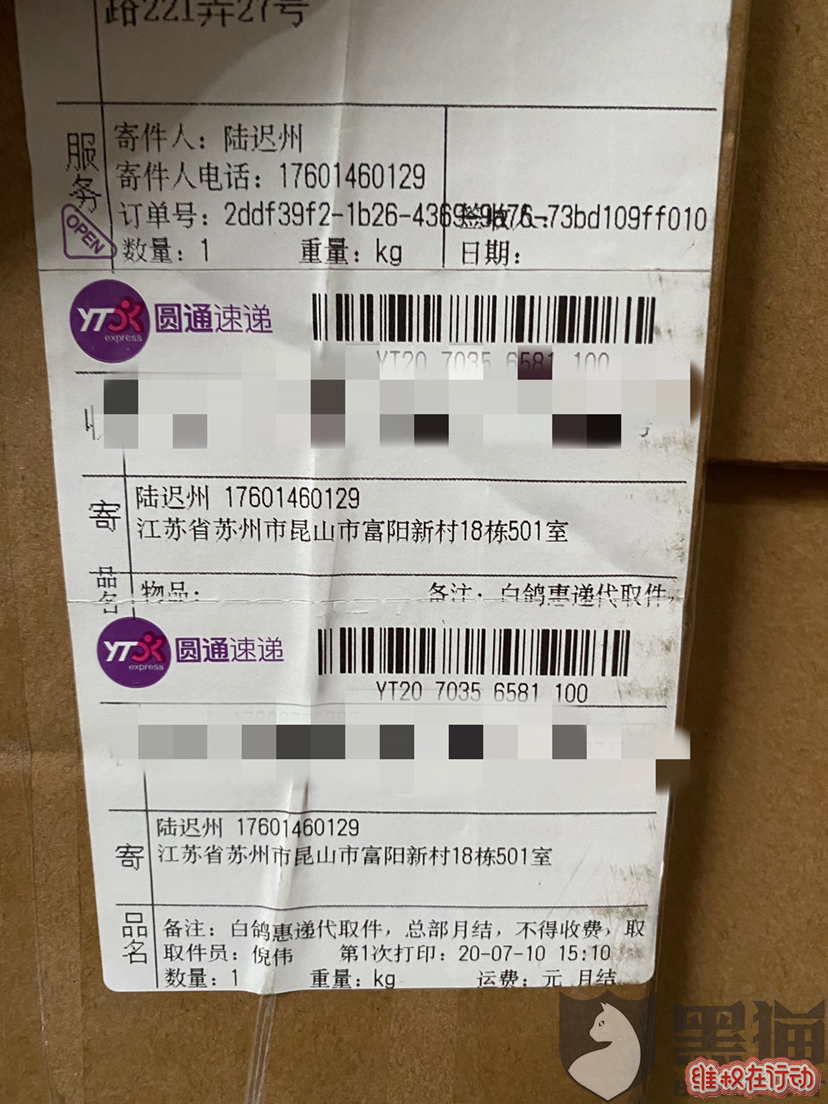 路221弄27号
服务
寄件人：陆迟州
寄件人电话：17601460129
订单号：2ddf39f2-1b26-4369-9b76-73bd109ff010
签收人：
数量：1 重量：kg 日期：
OPEN
YTO express 圆通速递
YT20 7035 6581 100
寄
陆迟州 17601460129
江苏省苏州市昆山市富阳新村18栋501室
品名
物品： 备注：白鸽惠递代取件，
YTO express 圆通速递
YT20 7035 6581 100
寄
陆迟州 17601460129
江苏省苏州市昆山市富阳新村18栋501室
品名
备注：白鸽惠递代取件，总部月结，不得收费，取
取件员：倪伟 第1次打印：20-07-10 15:10
数量：1 重量：kg 运费：元 月结
黑猫
维权在行动